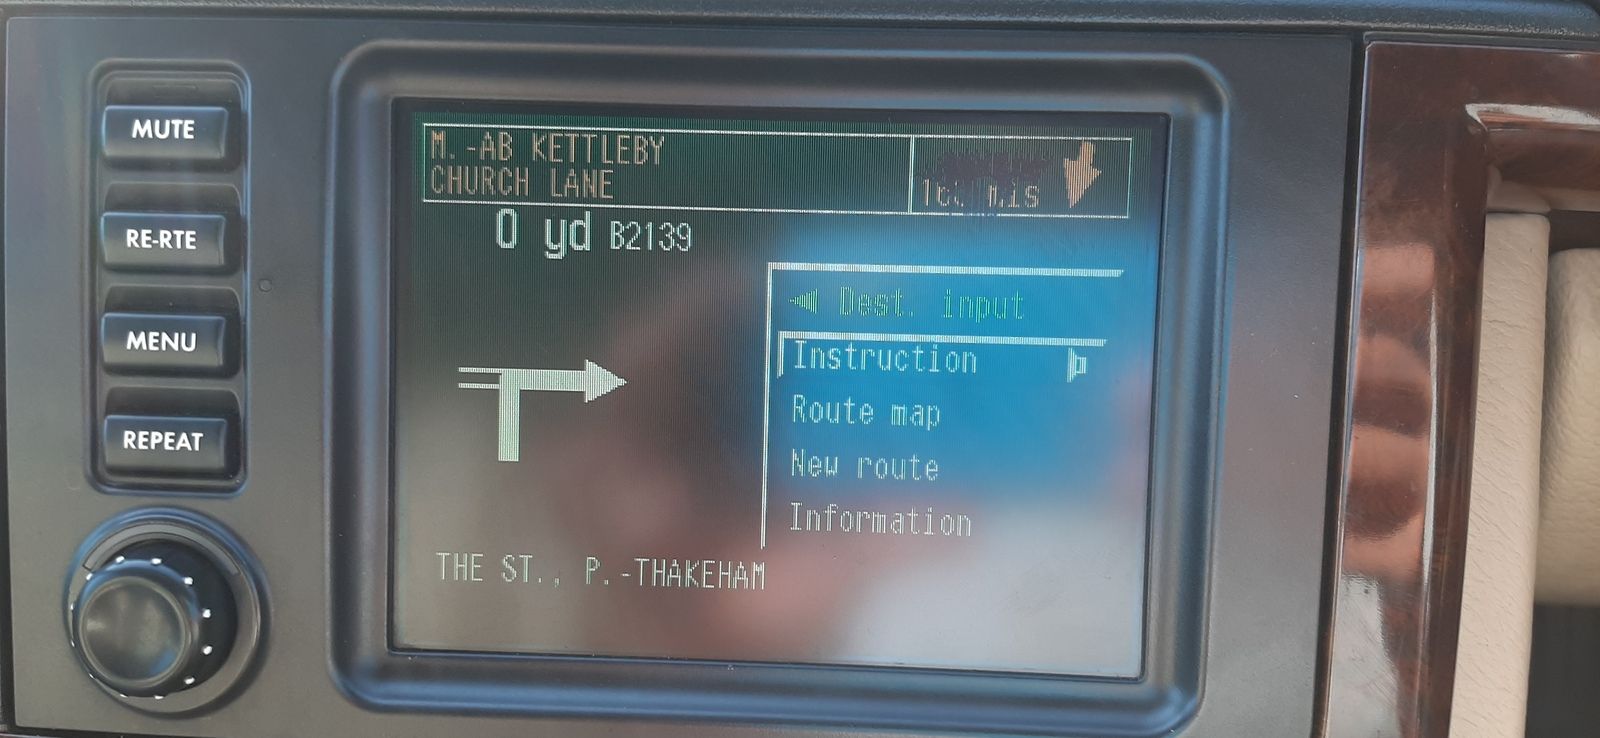 MUTE
RE-RTE
MENU
REPEAT
M.-AB KETTLEBY
CHURCH LANE
0 yd B2139
Dest. input
Instruction
Route map
New route
Information
THE ST., P.-THAKEHAM